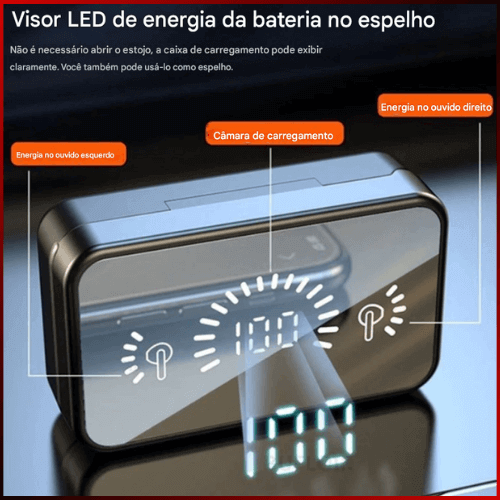 Visor LED de energia da bateria no espelho
Não é necessário abrir o estojo, a caixa de carregamento pode exibir
claramente. Você também pode usá-lo como espelho.
Energia no ouvido direito
Câmara de carregamento
Energia no ouvido esquerdo
100
100